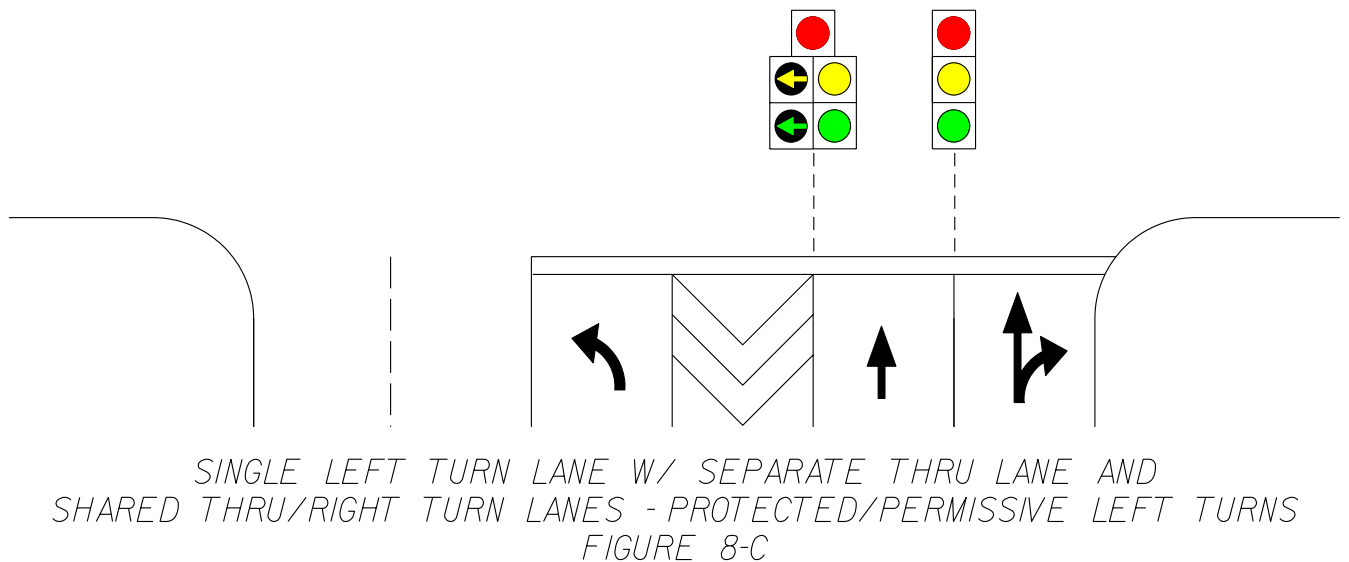 SINGLE LEFT TURN LANE W/ SEPARATE THRU LANE AND
SHARED THRU/RIGHT TURN LANES - PROTECTED/PERMISSIVE LEFT TURNS
FIGURE 8-C